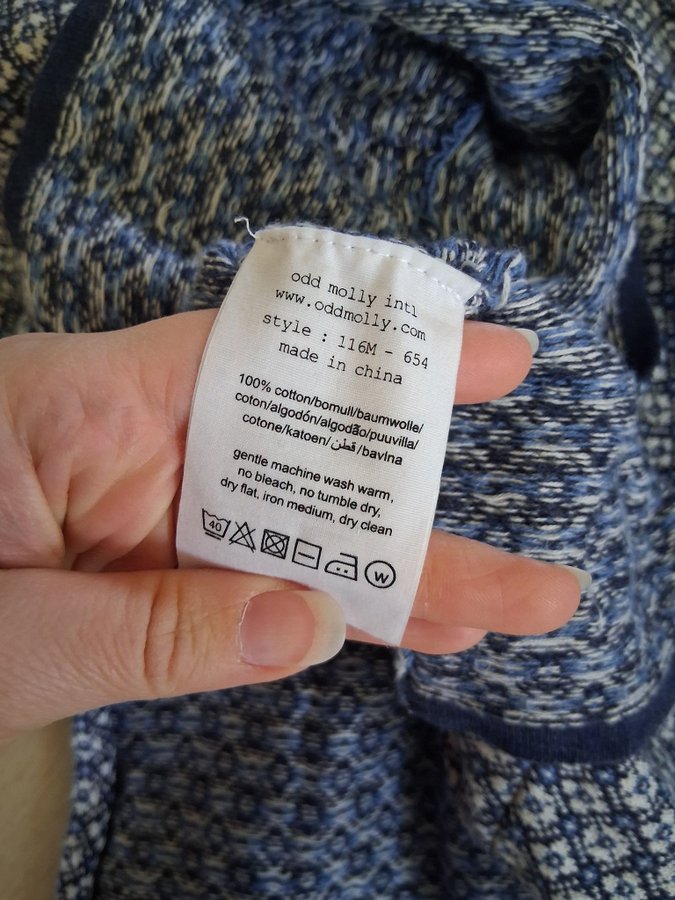 odd molly intl
www.oddmolly.com
style : 116M - 654
made in china
100% cotton/bomull/baumwolle/
coton/algodón/algodão/puuvilla/
cotone/katoen/قطن/bavlna
gentle machine wash warm,
no bleach, no tumble dry,
dry flat, iron medium, dry clean
40 W